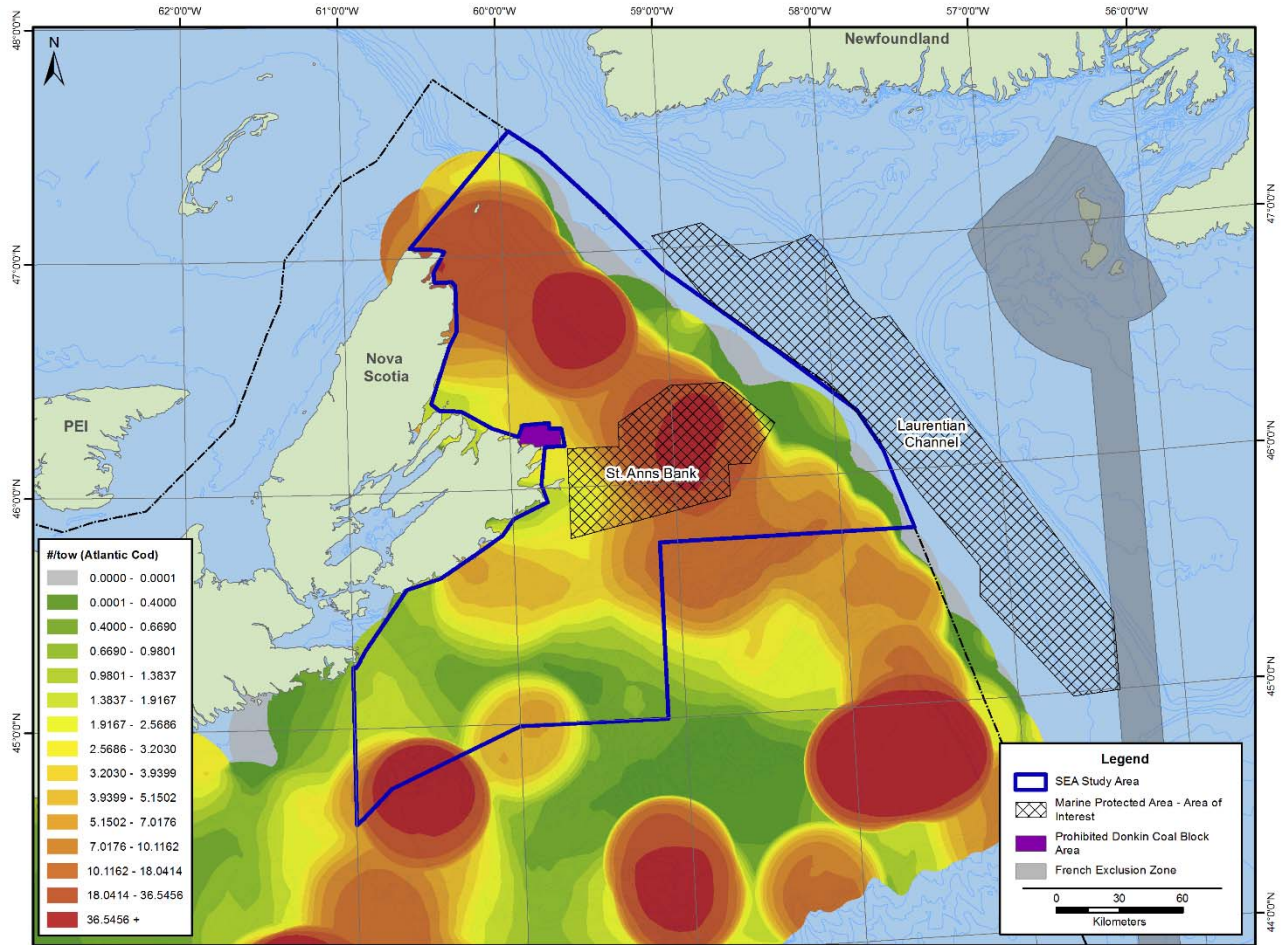 62°0'0"W
61°0'0"W
60°0'0"W
59°0'0"W
58°0'0"W
57°0'0"W
56°0'0"W
48°0'0"N
N
Newfoundland
47°0'0"N
47°0'0"N
Nova
Scotia
PEI
Laurentian
Channel
46°0'0"N
St. Anns Bank
46°0'0"N
45°0'0"N
45°0'0"N
44°0'0"N
#/tow (Atlantic Cod)
0.0000 - 0.0001
0.0001 - 0.4000
0.4000 - 0.6690
0.6690 - 0.9801
0.9801 - 1.3837
1.3837 - 1.9167
1.9167 - 2.5686
2.5686 - 3.2030
3.2030 - 3.9399
3.9399 - 5.1502
5.1502 - 7.0176
7.0176 - 10.1162
10.1162 - 18.0414
18.0414 - 36.5456
36.5456 +
Legend
SEA Study Area
Marine Protected Area - Area of
Interest
Prohibited Donkin Coal Block
Area
French Exclusion Zone
0 30 60
Kilometers